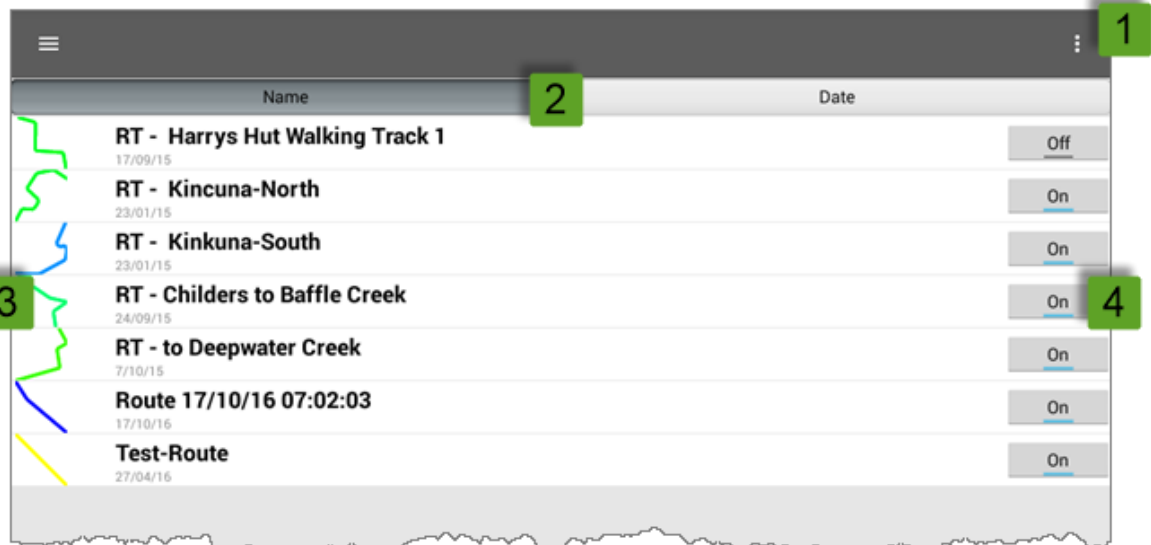 1
Name 2 Date
RT -  Harrys Hut Walking Track 1
17/09/15
Off
RT -  Kincuna-North
23/01/15
On
RT -  Kinkuna-South
23/01/15
On
3
RT - Childers to Baffle Creek
24/09/15
On
4
RT - to Deepwater Creek
7/10/15
On
Route 17/10/16 07:02:03
17/10/16
On
Test-Route
27/04/16
On